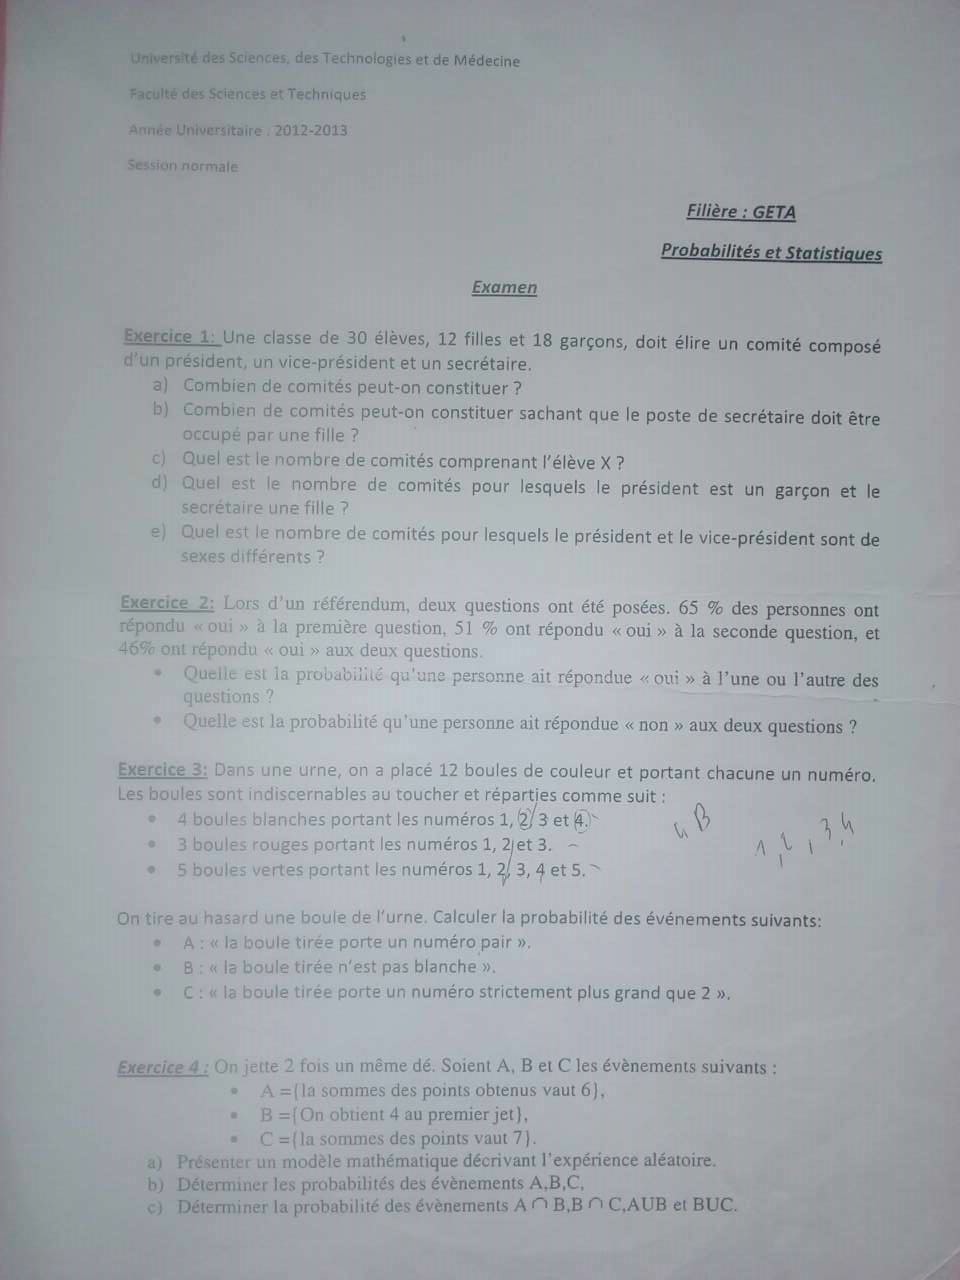 Université des Sciences, des Technologies et de Médecine
Faculté des Sciences et Techniques
Année Universitaire : 2012-2013
Session normale
Filière : GETA
Probabilités et Statistiques
Examen
Exercice 1: Une classe de 30 élèves, 12 filles et 18 garçons, doit élire un comité composé
d'un président, un vice-président et un secrétaire.
a) Combien de comités peut-on constituer ?
b) Combien de comités peut-on constituer sachant que le poste de secrétaire doit être
occupé par une fille ?
c) Quel est le nombre de comités comprenant l'élève X ?
d) Quel est le nombre de comités pour lesquels le président est un garçon et le
secrétaire une fille ?
e) Quel est le nombre de comités pour lesquels le président et le vice-président sont de
sexes différents ?
Exercice 2: Lors d'un référendum, deux questions ont été posées. 65 % des personnes ont
répondu « oui » à la première question, 51 % ont répondu « oui » à la seconde question, et
46% ont répondu « oui » aux deux questions.
• Quelle est la probabilité qu'une personne ait répondue « oui » à l'une ou l'autre des
questions ?
• Quelle est la probabilité qu'une personne ait répondue « non » aux deux questions ?
Exercice 3: Dans une urne, on a placé 12 boules de couleur et portant chacune un numéro.
Les boules sont indiscernables au toucher et réparties comme suit :
• 4 boules blanches portant les numéros 1, 2, 3 et 4.
• 3 boules rouges portant les numéros 1, 2 et 3.
• 5 boules vertes portant les numéros 1, 2, 3, 4 et 5.
4 B
1, 2, 3, 4
On tire au hasard une boule de l'urne. Calculer la probabilité des événements suivants:
• A : « la boule tirée porte un numéro pair ».
• B : « la boule tirée n'est pas blanche ».
• C : « la boule tirée porte un numéro strictement plus grand que 2 ».
Exercice 4 : On jette 2 fois un même dé. Soient A, B et C les évènements suivants :
• A ={la sommes des points obtenus vaut 6},
• B ={On obtient 4 au premier jet},
• C ={la sommes des points vaut 7}.
a) Présenter un modèle mathématique décrivant l'expérience aléatoire.
b) Déterminer les probabilités des évènements A,B,C,
c) Déterminer la probabilité des évènements A ∩ B,B ∩ C,AUB et BUC.